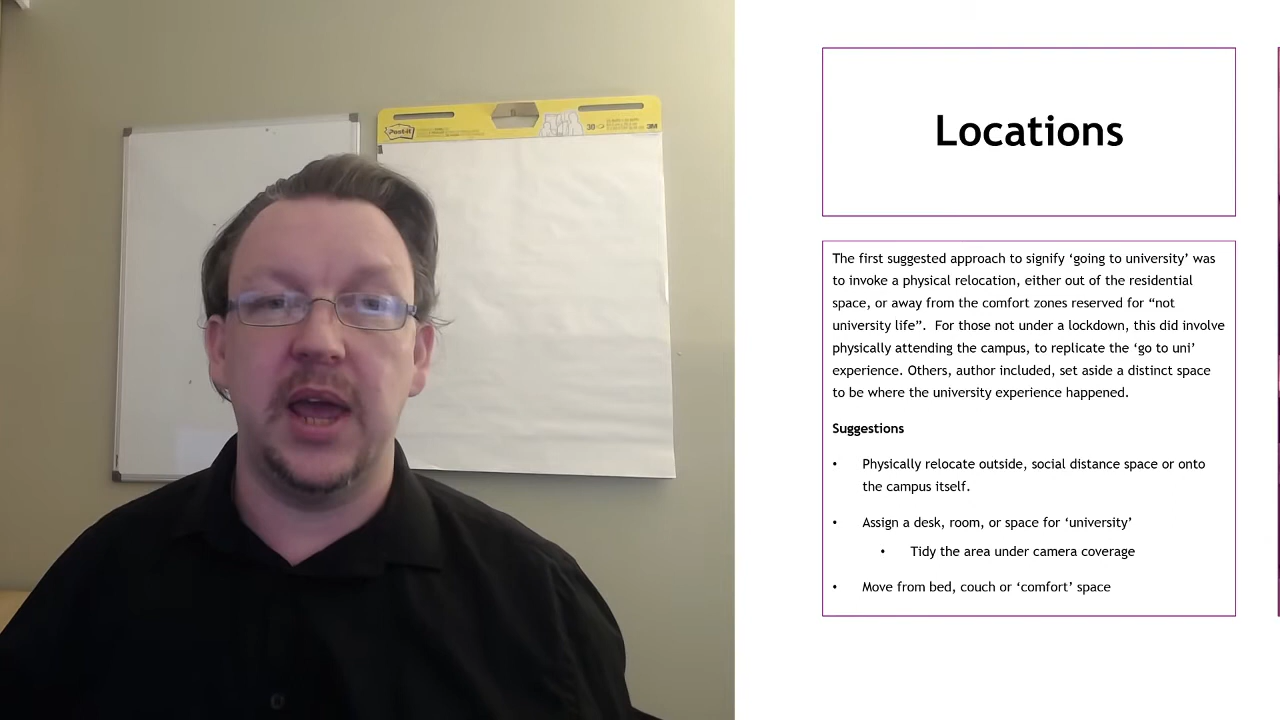 Post-it
30
3M
Locations
The first suggested approach to signify ‘going to university’ was
to invoke a physical relocation, either out of the residential
space, or away from the comfort zones reserved for “not
university life”.  For those not under a lockdown, this did involve
physically attending the campus, to replicate the ‘go to uni’
experience. Others, author included, set aside a distinct space
to be where the university experience happened.
Suggestions
• Physically relocate outside, social distance space or onto
the campus itself.
• Assign a desk, room, or space for ‘university’
• Tidy the area under camera coverage
• Move from bed, couch or ‘comfort’ space